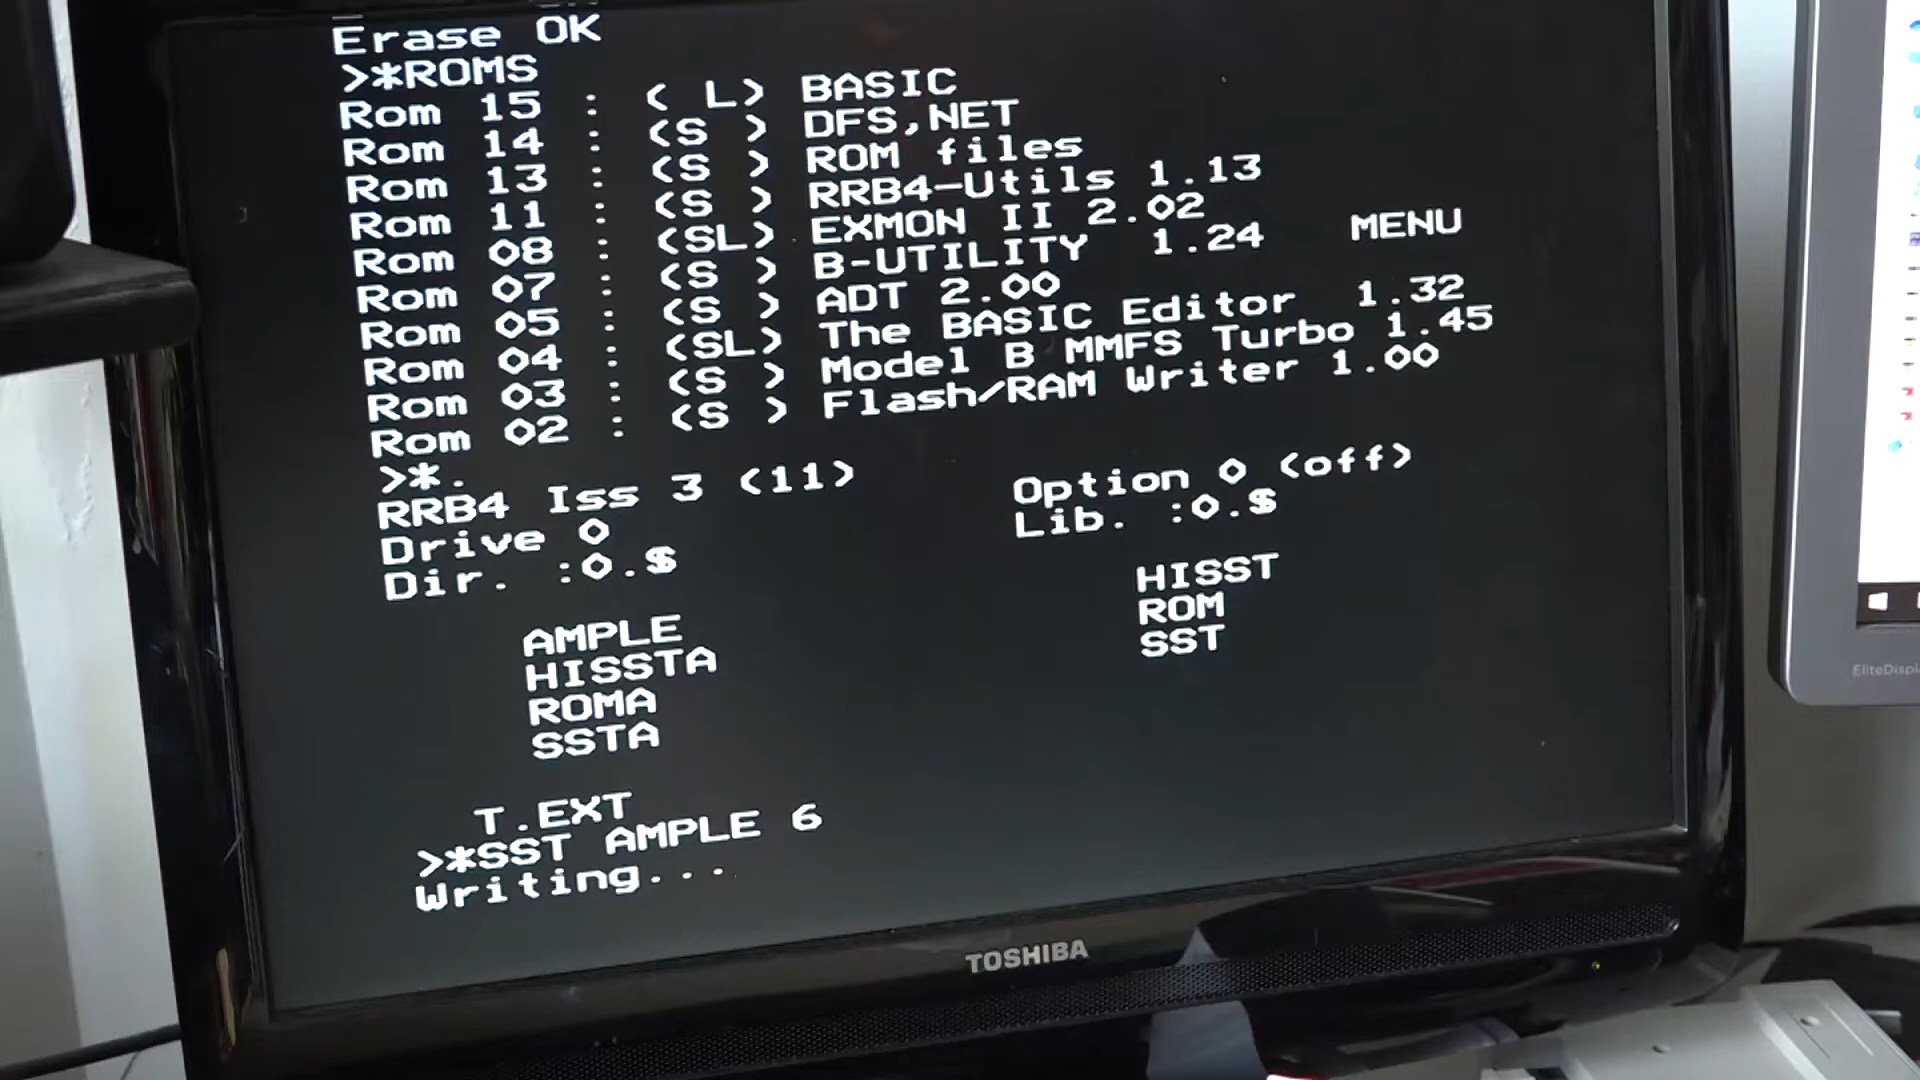 Erase OK
>*ROMS
Rom 15 : ( L) BASIC
Rom 14 : (S ) DFS,NET
Rom 13 : (S ) ROM files
Rom 11 : (S ) RRB4-Utils 1.13
Rom 08 : (SL) EXMON II 2.02
Rom 07 : (S ) B-UTILITY 1.24 MENU
Rom 05 : (S ) ADT 2.00
Rom 04 : (SL) The BASIC Editor 1.32
Rom 03 : (S ) Model B MMFS Turbo 1.45
Rom 02 : (S ) Flash/RAM Writer 1.00
>*.
RRB4 Iss 3 (11)
Drive 0 Option 0 (off)
Dir. :0.$ Lib. :0.$
AMPLE HISST
HISSTA ROM
ROMA SST
SSTA
T.EXT
>*SST AMPLE 6
Writing...
TOSHIBA